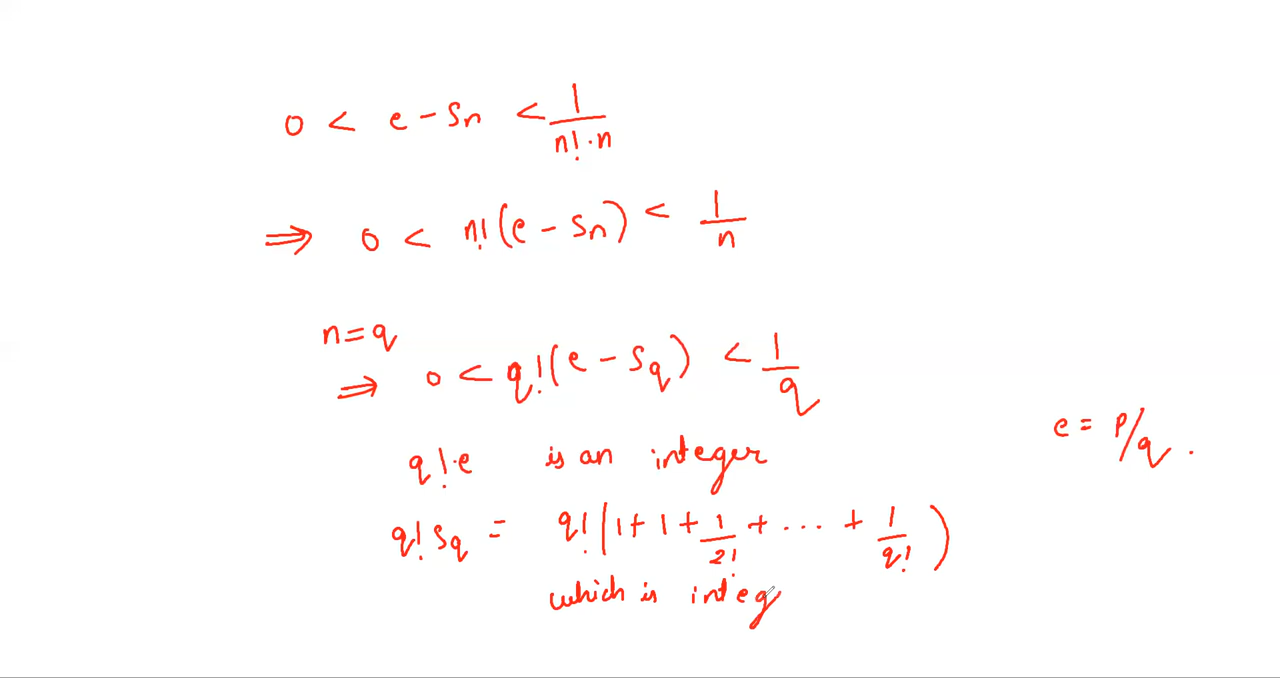 0 < e - Sn < 1/(n! · n)
⇒ 0 < n!(e - Sn) < 1/n
n = q
⇒ 0 < q!(e - Sq) < 1/q
e = P/q .
q! · e is an integer
q! Sq = q!(1 + 1 + 1/2! + ... + 1/q!)
which is integ